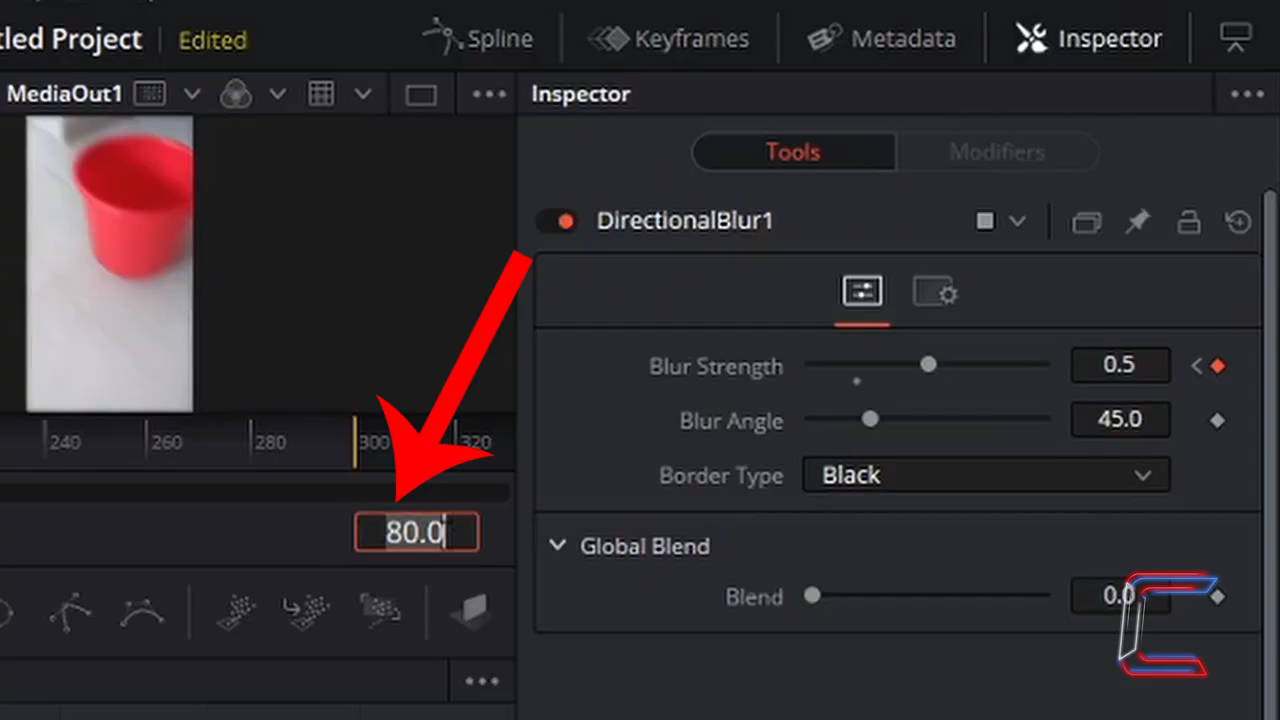 tled Project Edited Spline Keyframes Metadata Inspector
MediaOut1 Inspector
Tools Modifiers
DirectionalBlur1
Blur Strength 0.5
Blur Angle 45.0
240 260 280 300 320
Border Type Black
80.0
Global Blend
Blend 0.0